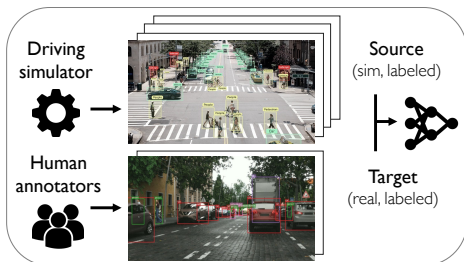 Driving
simulator
Source
(sim, labeled)
Human
annotators
Target
(real, labeled)